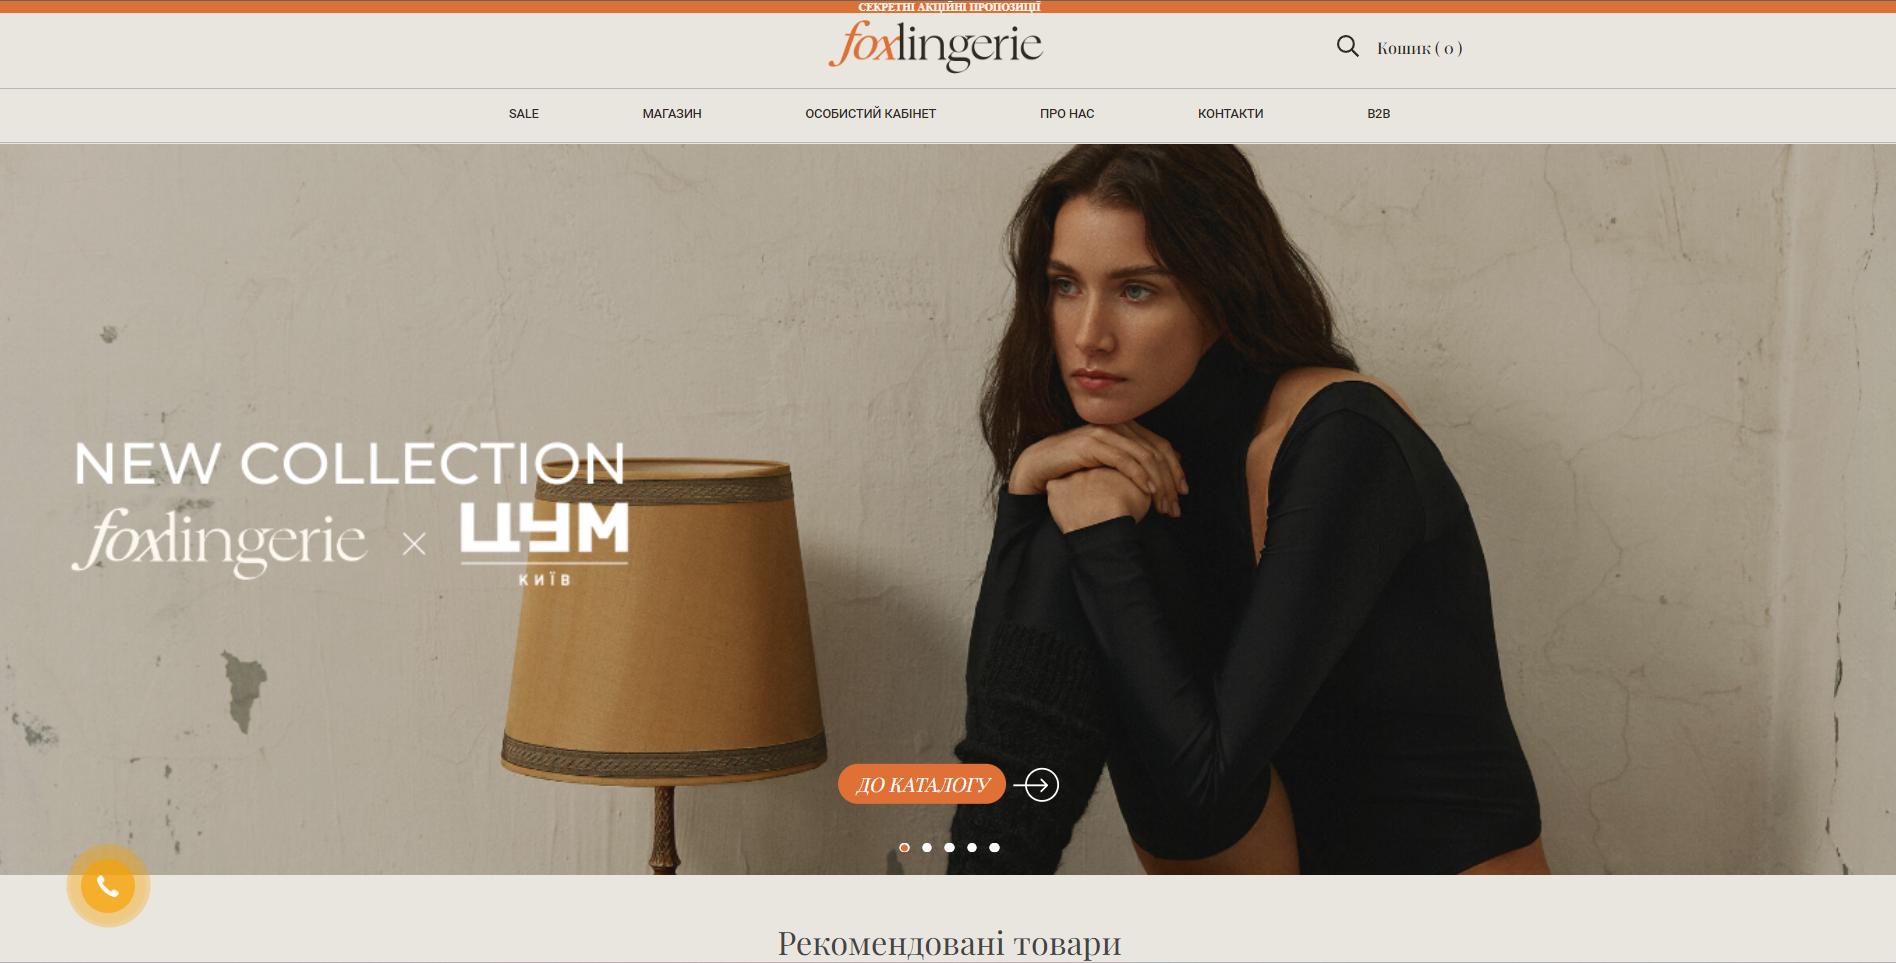 СЕКРЕТНІ АКЦІЙНІ ПРОПОЗИЦІЇ
foxlingerie
Кошик ( 0 )
SALE МАГАЗИН ОСОБИСТИЙ КАБІНЕТ ПРО НАС КОНТАКТИ B2B
NEW COLLECTION
foxlingerie × ЦУМ
КИЇВ
ДО КАТАЛОГУ
Рекомендовані товари